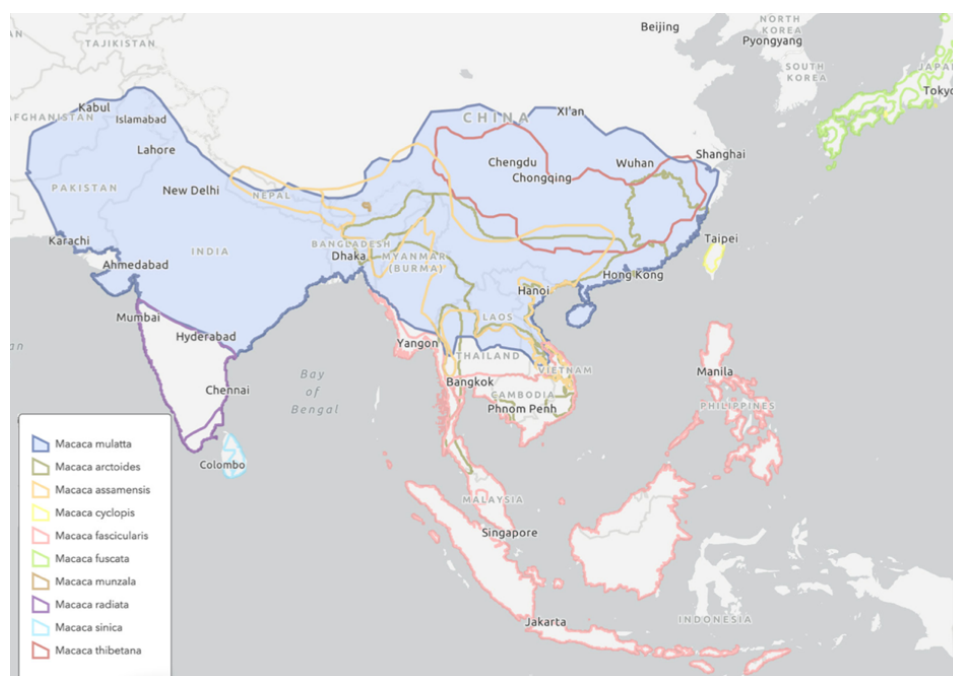 Beijing
NORTH
KOREA
Pyongyang
TAJIKISTAN
SOUTH
KOREA
JAPA
Tokyo
Kabul
AFGHANISTAN
Islamabad
CHINA
XI'an
Lahore
Chengdu
Chongqing
Wuhan
Shanghai
PAKISTAN
New Delhi
NEPAL
Karachi
Ahmedabad
INDIA
BANGLADESH
Dhaka
MYANMAR
(BURMA)
Taipei
Hong Kong
Hanoi
LAOS
Mumbai
Hyderabad
Yangon
THAILAND
an
Bay
of
Bengal
Chennai
Bangkok
VIETNAM
CAMBODIA
Phnom Penh
Manila
PHILIPPINES
Colombo
MALAYSIA
Singapore
Jakarta
INDONESIA
Macaca mulatta
Macaca arctoides
Macaca assamensis
Macaca cyclopis
Macaca fascicularis
Macaca fuscata
Macaca munzala
Macaca radiata
Macaca sinica
Macaca thibetana